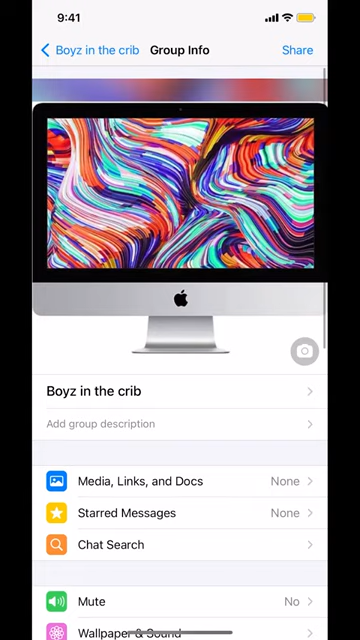 9:41
Boyz in the crib
Group Info
Share
Boyz in the crib
Add group description
Media, Links, and Docs
None
Starred Messages
None
Chat Search
Mute
No
Wallpaper & Sound